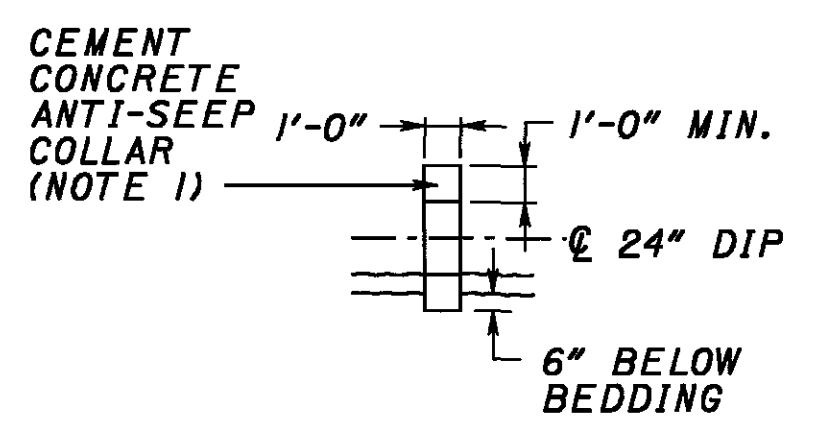 CEMENT
CONCRETE
ANTI-SEEP
COLLAR
(NOTE 1)
1'-0"
1'-0" MIN.
℄ 24" DIP
6" BELOW
BEDDING